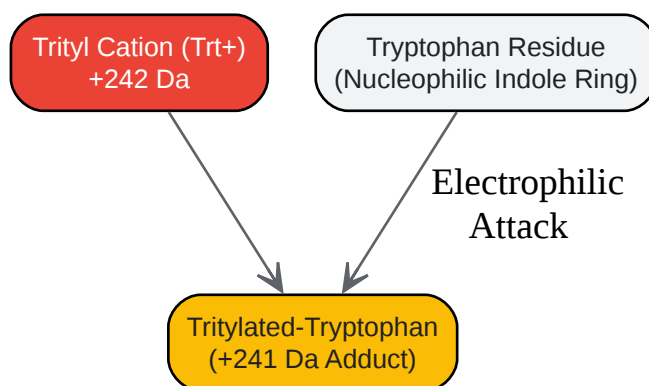 Trityl Cation (Trt+)
+242 Da
Tryptophan Residue
(Nucleophilic Indole Ring)
Electrophilic
Attack
Tritylated-Tryptophan
(+241 Da Adduct)